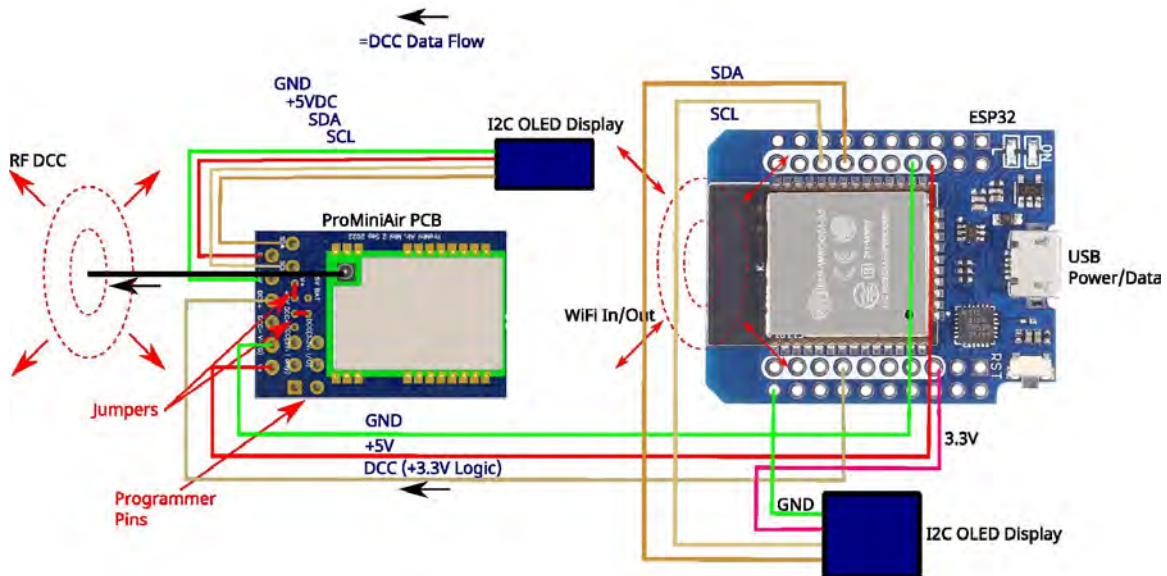 =DCC Data Flow
GND
+5VDC
SDA
SCL
I2C OLED Display
RF DCC
ProMiniAir PCB
SDA
SCL
ESP32
ON
USB
Power/Data
WiFi In/Out
RST
Jumpers
GND
+5V
DCC (+3.3V Logic)
3.3V
Programmer
Pins
GND
I2C OLED Display